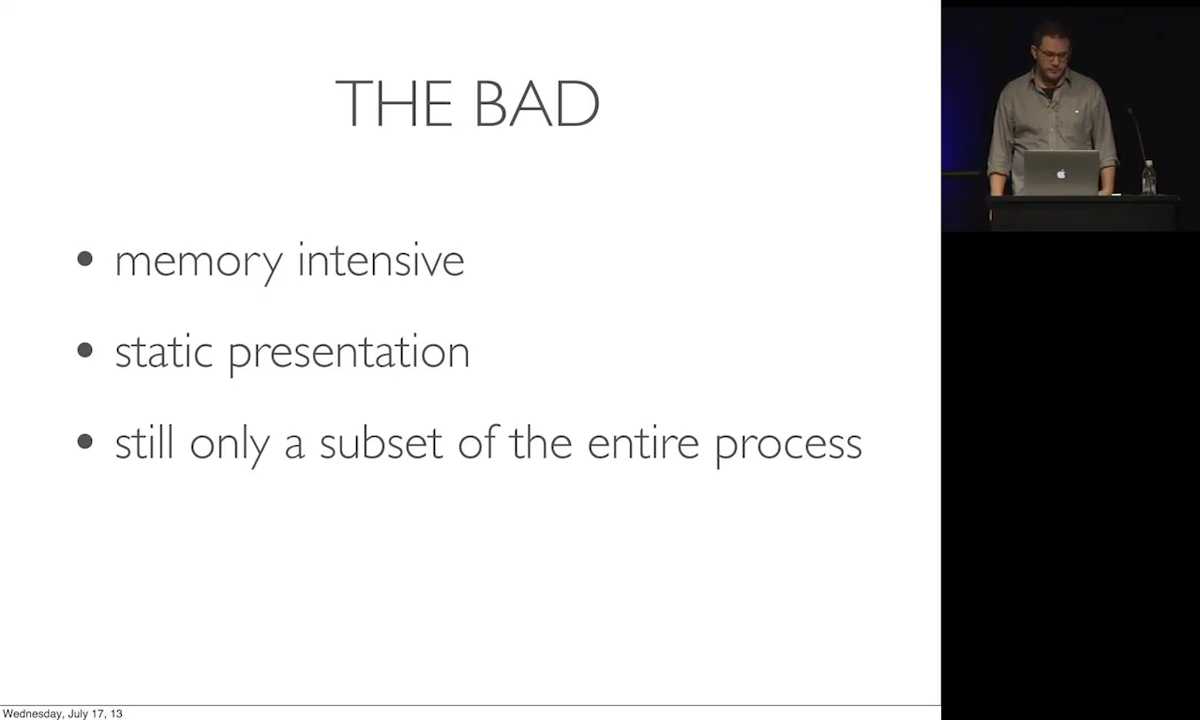 THE BAD
• memory intensive
• static presentation
• still only a subset of the entire process
Wednesday, July 17, 13